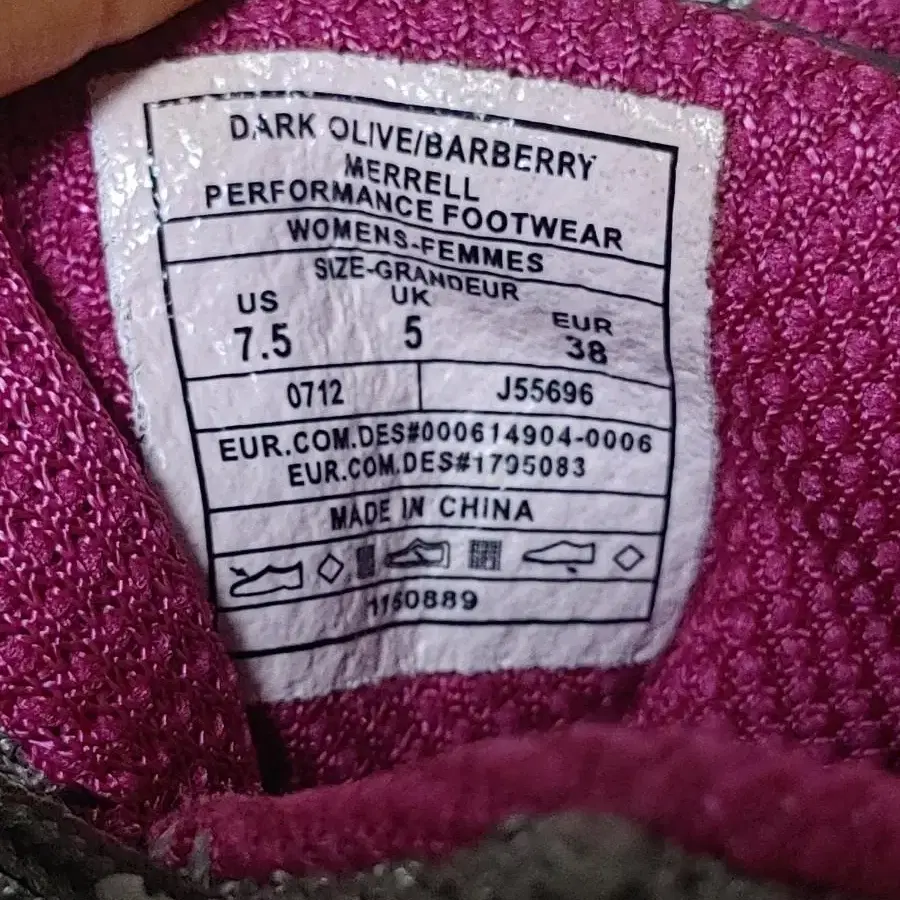 DARK OLIVE/BARBERRY
MERRELL
PERFORMANCE FOOTWEAR
WOMENS-FEMMES
SIZE-GRANDEUR
US UK EUR
7.5 5 38
0712 J55696
EUR.COM.DES#000614904-0006
EUR.COM.DES#1795083
MADE IN CHINA
1160889